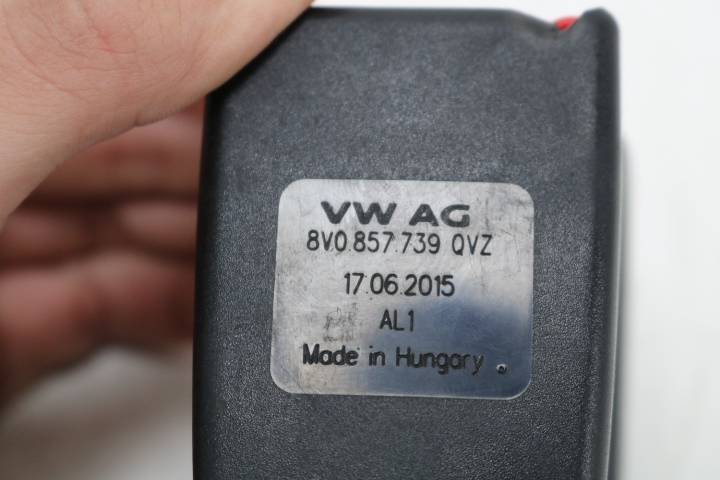 VW AG
8V0.857.739 QVZ
17.06.2015
AL1
Made in Hungary